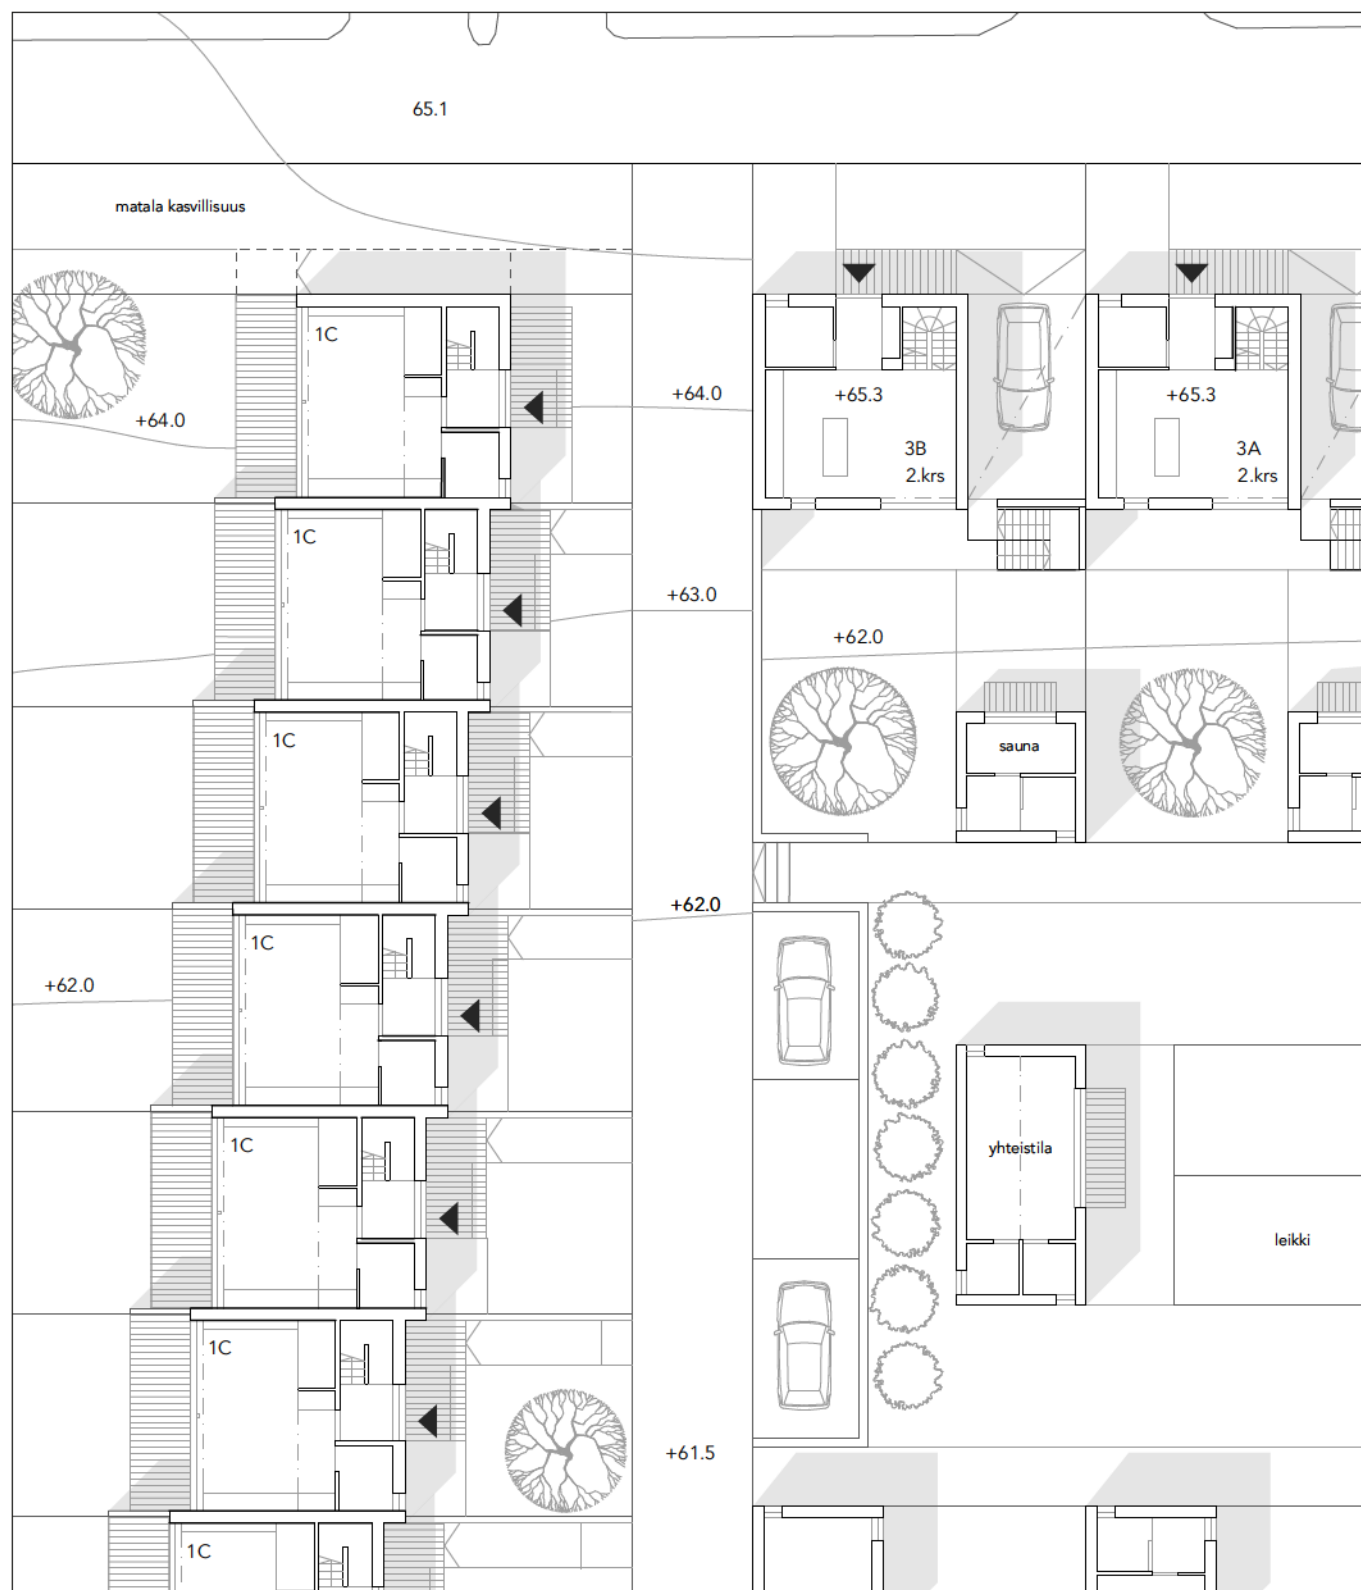 65.1
matala kasvillisuus
1C
+64.0
+64.0
+65.3
+65.3
3B
2.krs
3A
2.krs
1C
+63.0
+62.0
1C
sauna
+62.0
1C
+62.0
1C
yhteistila
leikki
1C
+61.5
1C